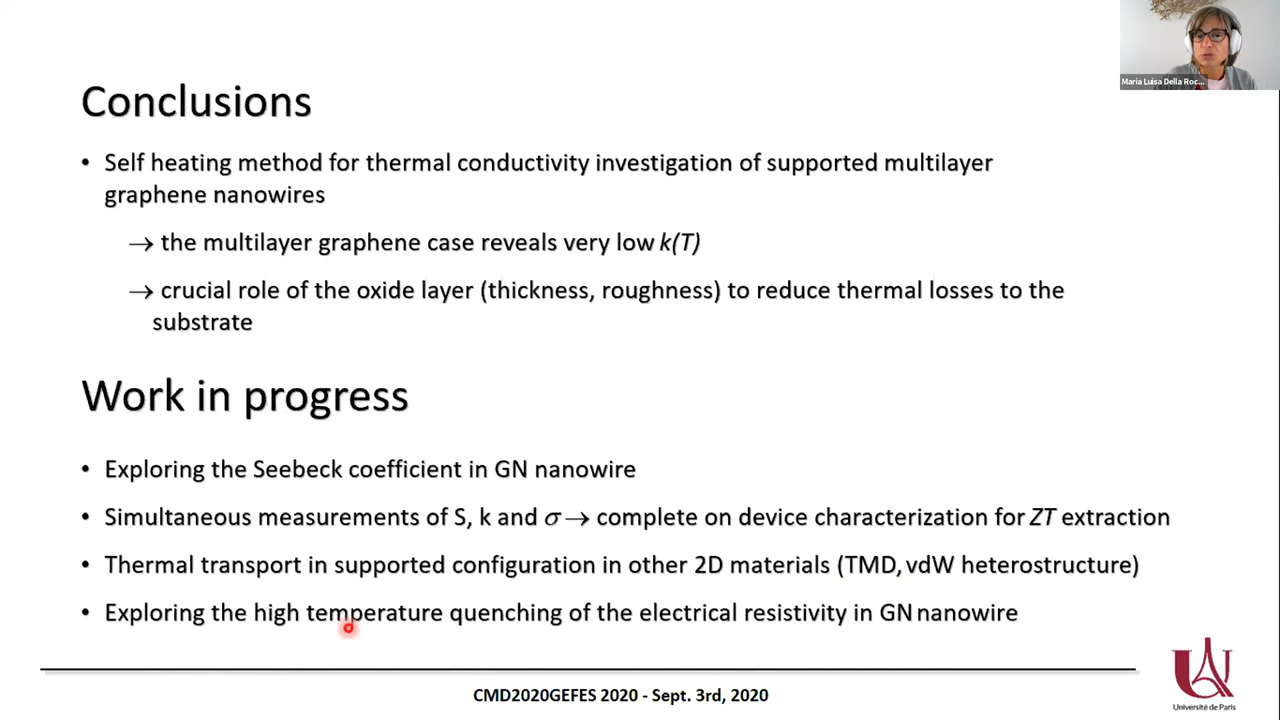 Maria Luisa Della Roc...
Conclusions
• Self heating method for thermal conductivity investigation of supported multilayer
graphene nanowires
→ the multilayer graphene case reveals very low k(T)
→ crucial role of the oxide layer (thickness, roughness) to reduce thermal losses to the
substrate
Work in progress
• Exploring the Seebeck coefficient in GN nanowire
• Simultaneous measurements of S, k and σ → complete on device characterization for ZT extraction
• Thermal transport in supported configuration in other 2D materials (TMD, vdW heterostructure)
• Exploring the high temperature quenching of the electrical resistivity in GN nanowire
CMD2020GEFES 2020 - Sept. 3rd, 2020
Université de Paris